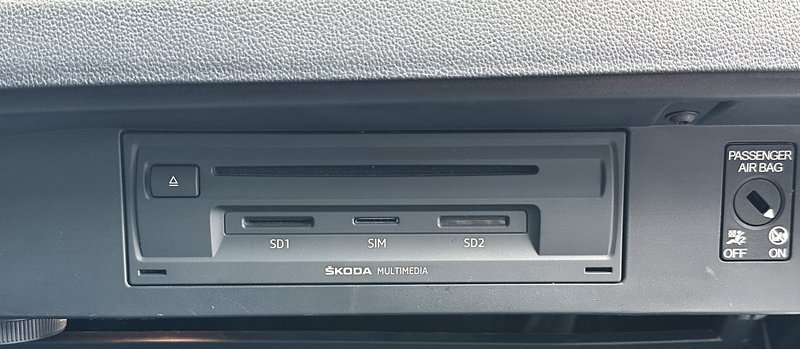 PASSENGER
AIR BAG
SD1 SIM SD2
OFF ON
ŠKODA MULTIMEDIA